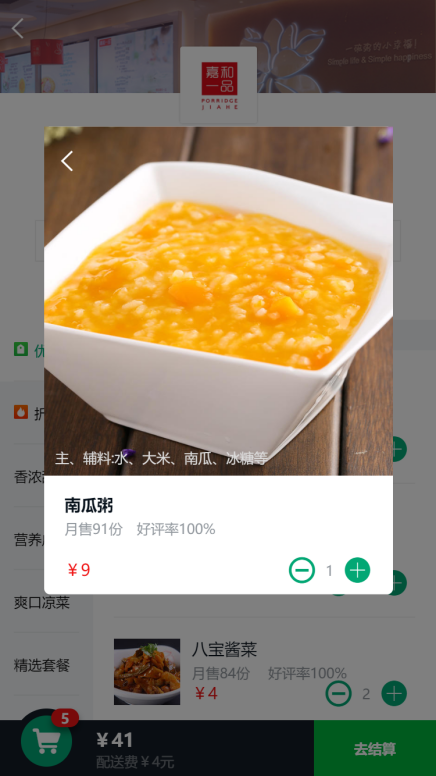 一碗粥的小幸福!
Simple life & Simple happiness
嘉和
一品
PORRIDGE
JIAHE
主、辅料:水、大米、南瓜、冰糖等
南瓜粥
月售91份 好评率100%
￥9
1
优
折
香浓
营养
爽口凉菜
精选套餐
八宝酱菜
月售84份 好评率100%
￥4
2
5
￥41
配送费￥4元
去结算